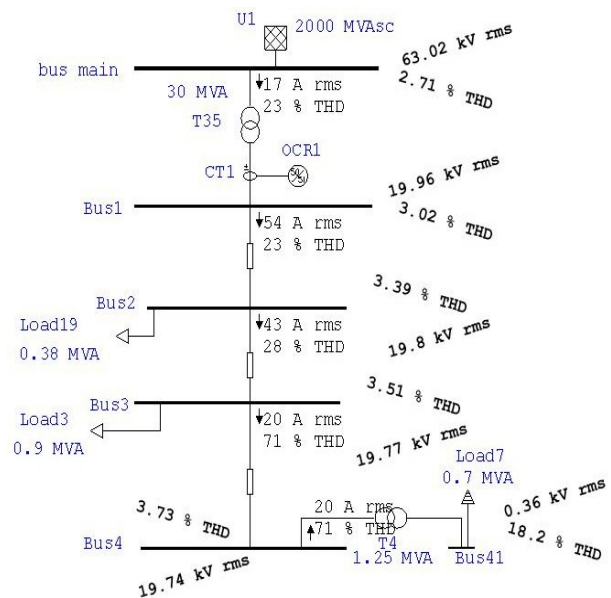 U1
2000 MVAsc
63.02 kV rms
bus main
2.71 % THD
17 A rms
30 MVA
23 % THD
T35
OCR1
CT1
±
50/51
19.96 kV rms
Bus1
3.02 % THD
54 A rms
23 % THD
3.39 % THD
Bus2
Load19
43 A rms
19.8 kV rms
0.38 MVA
28 % THD
3.51 % THD
Bus3
Load3
20 A rms
19.77 kV rms
0.9 MVA
71 % THD
Load7
0.7 MVA
3.73 % THD
20 A rms
0.36 kV rms
71 % THD
18.2 % THD
T4
Bus4
1.25 MVA
Bus41
19.74 kV rms